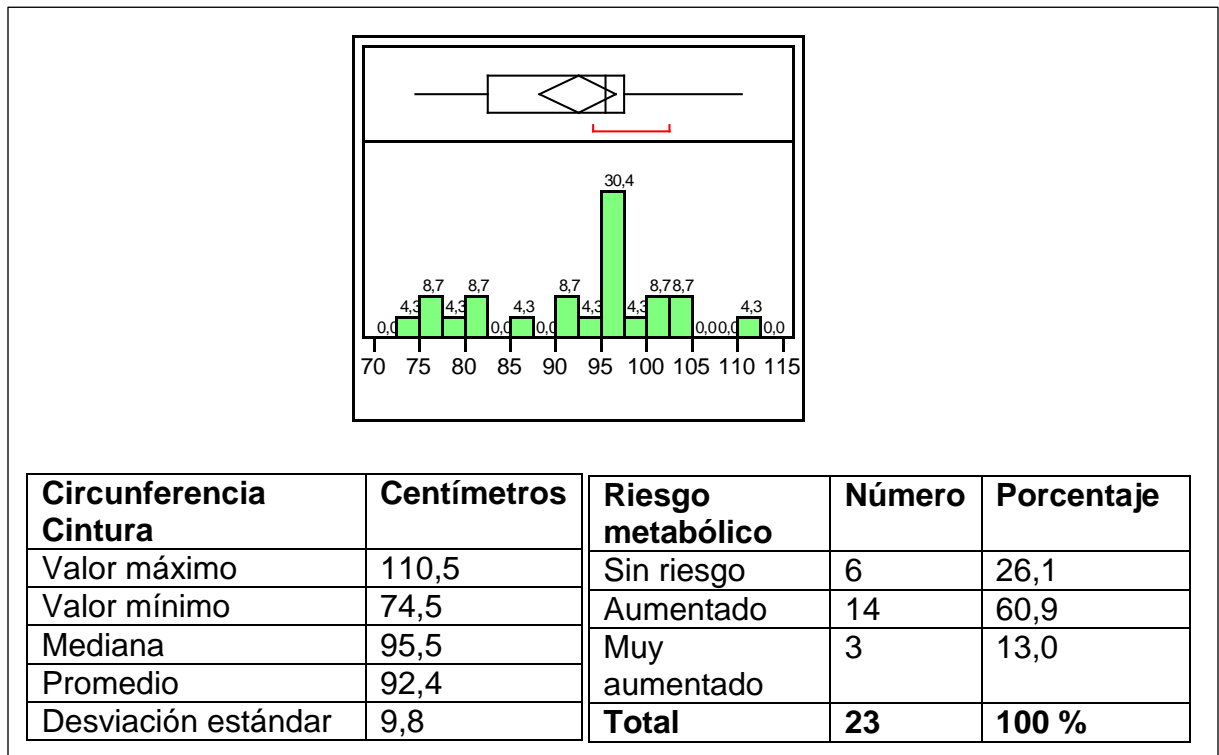 30,4
8,7 8,7 8,7 8,7 8,7
4,3 4,3 4,3 4,3 4,3 4,3
0,0 0,0 0,0 0,0 0,0 0,0
70 75 80 85 90 95 100 105 110 115
Circunferencia Cintura Centímetros
Valor máximo 110,5
Valor mínimo 74,5
Mediana 95,5
Promedio 92,4
Desviación estándar 9,8
Riesgo metabólico Número Porcentaje
Sin riesgo 6 26,1
Aumentado 14 60,9
Muy aumentado 3 13,0
Total 23 100 %